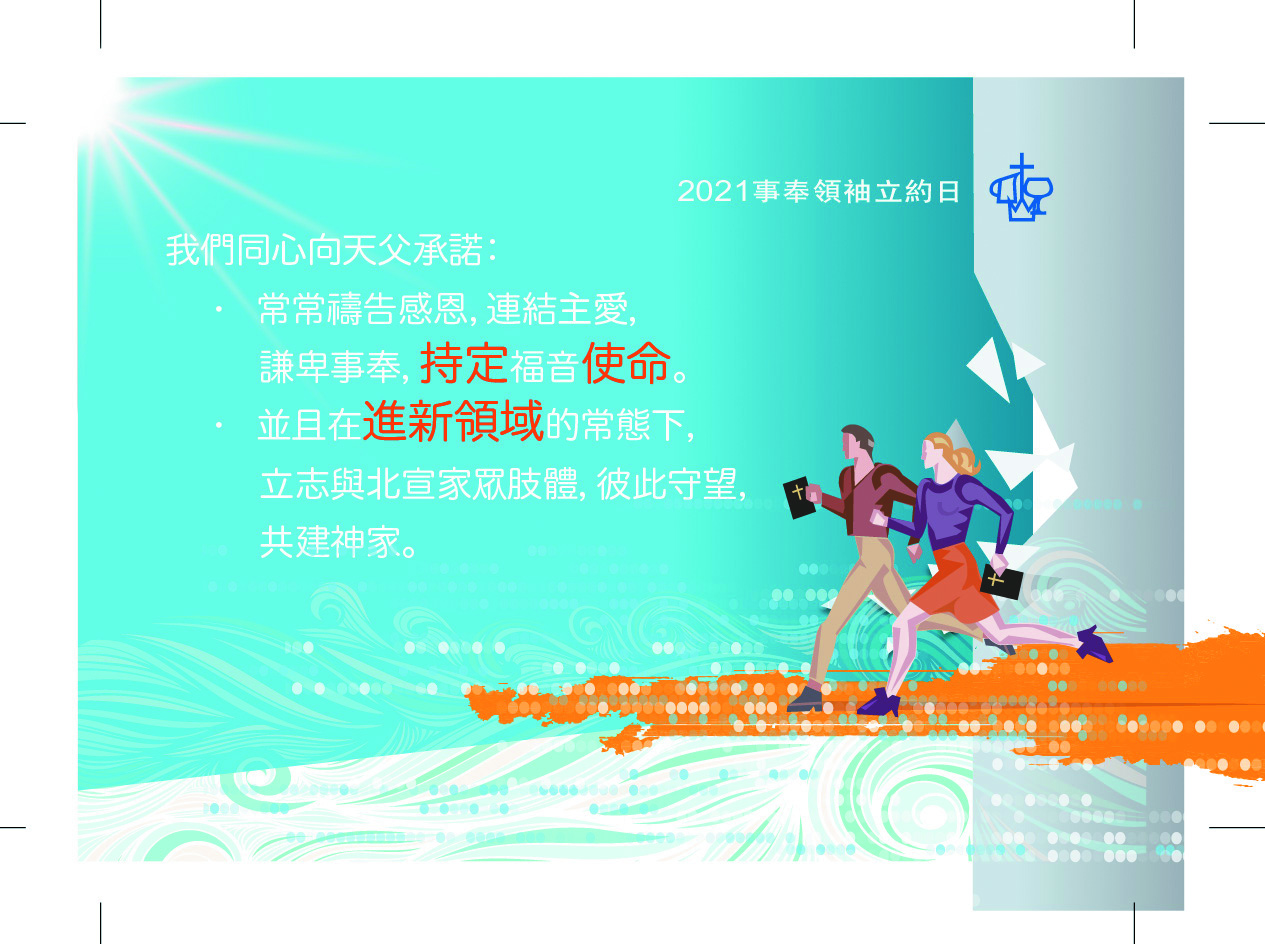 2021事奉領袖立約日
我們同心向天父承諾：
· 常常禱告感恩，連結主愛，
謙卑事奉，持定福音使命。
· 並且在進新領域的常態下，
立志與北宣家眾肢體，彼此守望，
共建神家。